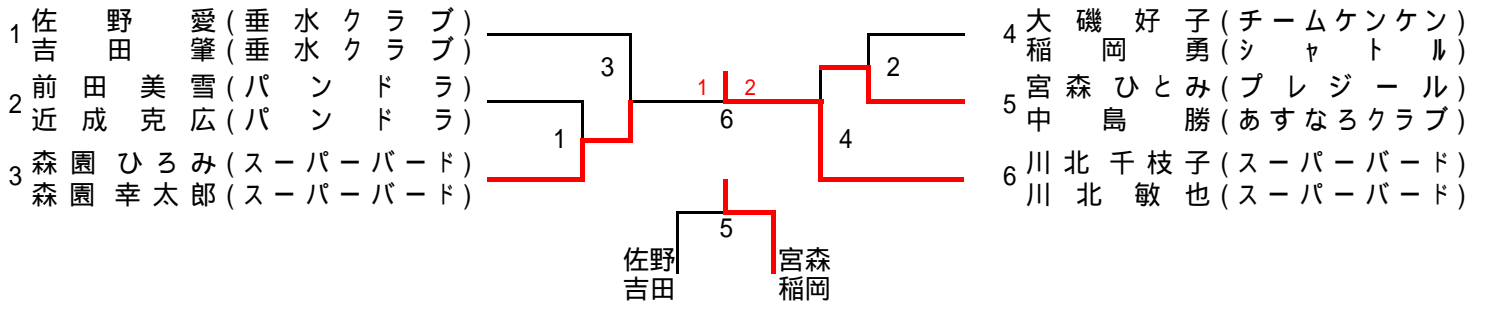 1 佐野愛(垂水クラブ)
吉田肇(垂水クラブ)
2 前田美雪(パンドラ)
近成克広(パンドラ)
3 森園ひろみ(スーパーバード)
森園幸太郎(スーパーバード)
3
1
1 2
6
2
4
4 大磯好子(チームケンケン)
稲岡勇(シャトル)
5 宮森ひとみ(プレジール)
中島勝(あすなろクラブ)
6 川北千枝子(スーパーバード)
川北敏也(スーパーバード)
5
佐野 宮森
吉田 稲岡